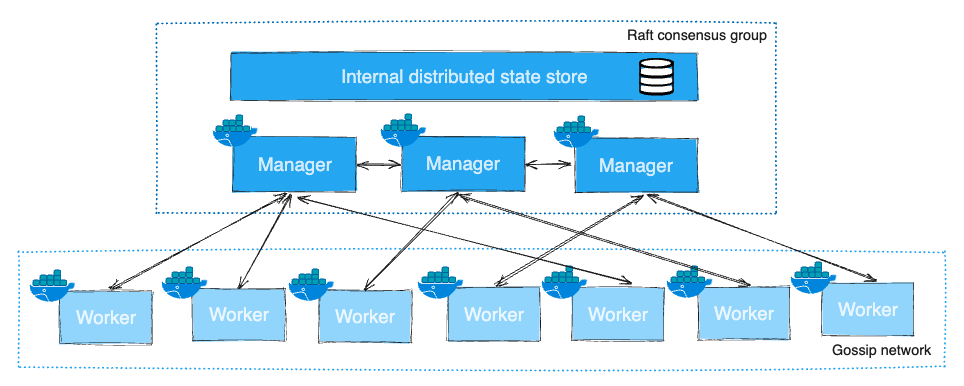 Raft consensus group
Internal distributed state store
Manager
Manager
Manager
Worker
Worker
Worker
Worker
Worker
Worker
Worker
Gossip network